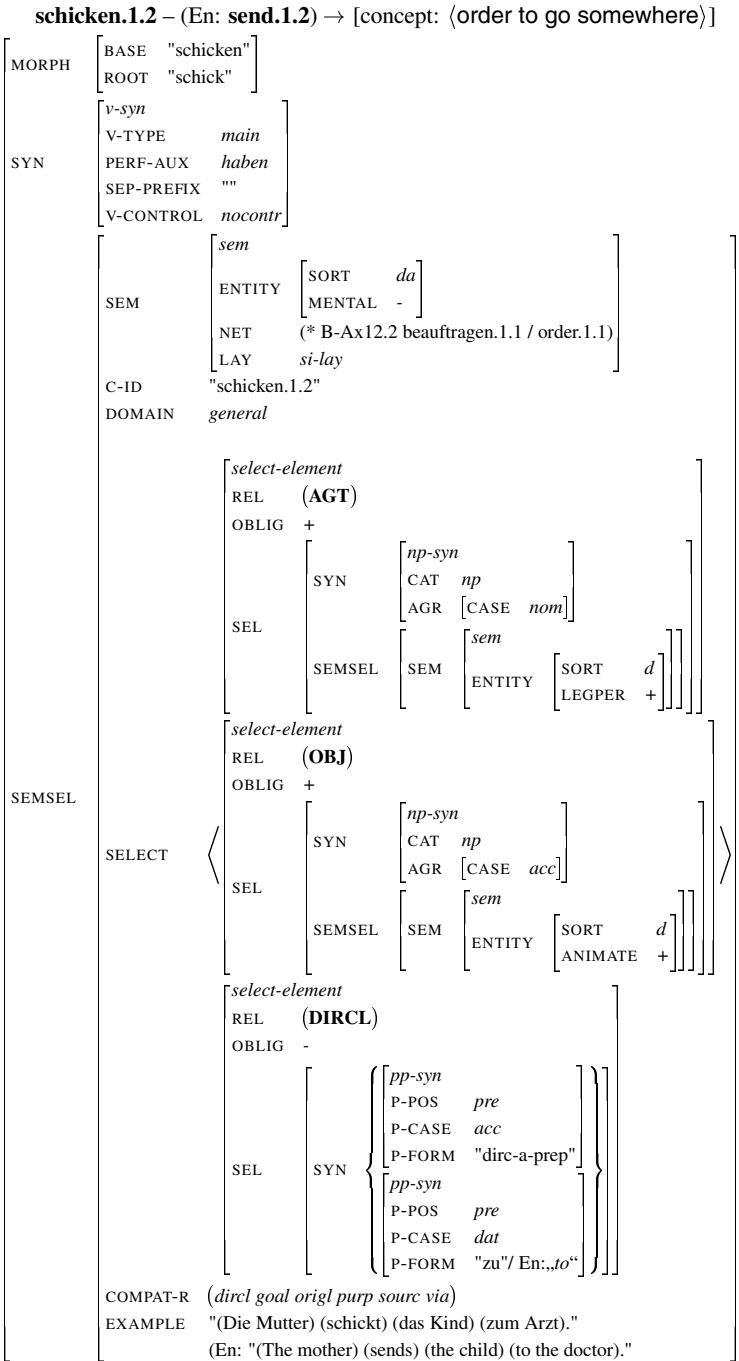 schicken.1.2 – (En: send.1.2) → [concept: ⟨order to go somewhere⟩]
MORPH
BASE "schicken"
ROOT "schick"
SYN
v-syn
V-TYPE main
PERF-AUX haben
SEP-PREFIX ""
V-CONTROL nocontr
SEMSEL
SEM
sem
ENTITY
SORT da
MENTAL -
NET (* B-Ax12.2 beauftragen.1.1 / order.1.1)
LAY si-lay
C-ID "schicken.1.2"
DOMAIN general
SELECT
select-element
REL (AGT)
OBLIG +
SEL
SYN
np-syn
CAT np
AGR [CASE nom]
SEMSEL
SEM
sem
ENTITY
SORT d
LEGPER +
select-element
REL (OBJ)
OBLIG +
SEL
SYN
np-syn
CAT np
AGR [CASE acc]
SEMSEL
SEM
sem
ENTITY
SORT d
ANIMATE +
select-element
REL (DIRCL)
OBLIG -
SEL
SYN
pp-syn
P-POS pre
P-CASE acc
P-FORM "dirc-a-prep"
pp-syn
P-POS pre
P-CASE dat
P-FORM "zu"/ En:„to“
COMPAT-R (dircl goal origl purp sourc via)
EXAMPLE "(Die Mutter) (schickt) (das Kind) (zum Arzt)."
(En: "(The mother) (sends) (the child) (to the doctor)."